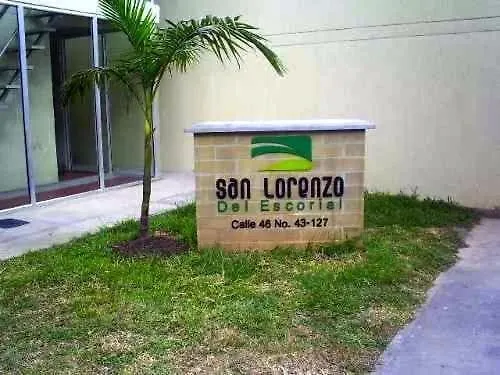 San Lorenzo
Del Escorial
Calle 46 No. 43-127